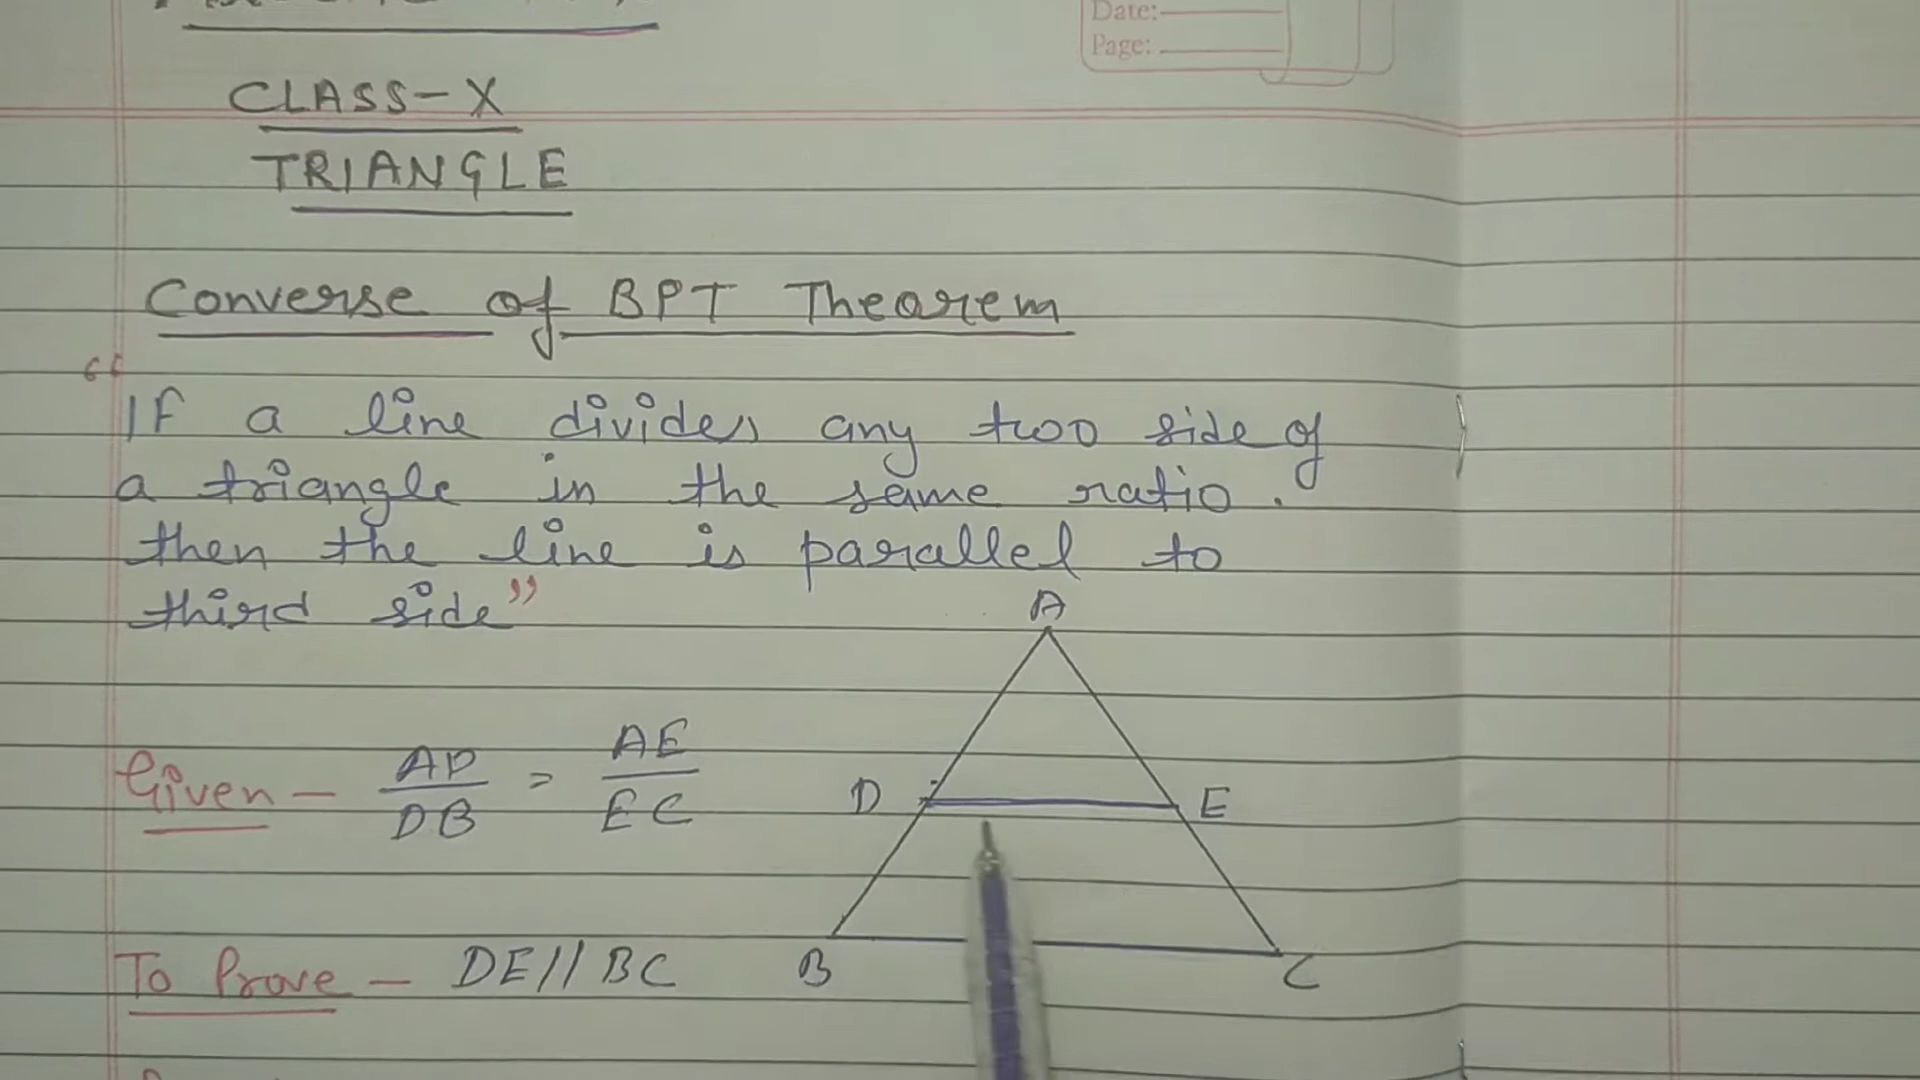 Date:
Page:
CLASS-X
TRIANGLE
Converse of BPT Theorem
"If a line divides any two side of
a triangle in the same ratio.
then the line is parallel to
third side"
A
Given - AD/DB = AE/EC
D E
To Prove - DE//BC
B C